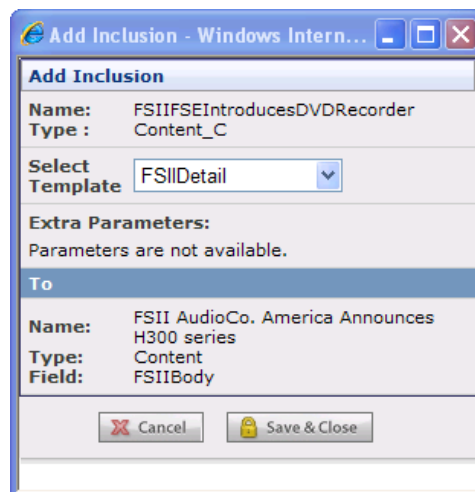 Add Inclusion - Windows Intern...
Add Inclusion
Name: FSIIFSEIntroducesDVDRecorder
Type : Content_C
Select
Template FSIIDetail
Extra Parameters:
Parameters are not available.
To
Name: FSII AudioCo. America Announces
H300 series
Type: Content
Field: FSIIBody
Cancel Save & Close